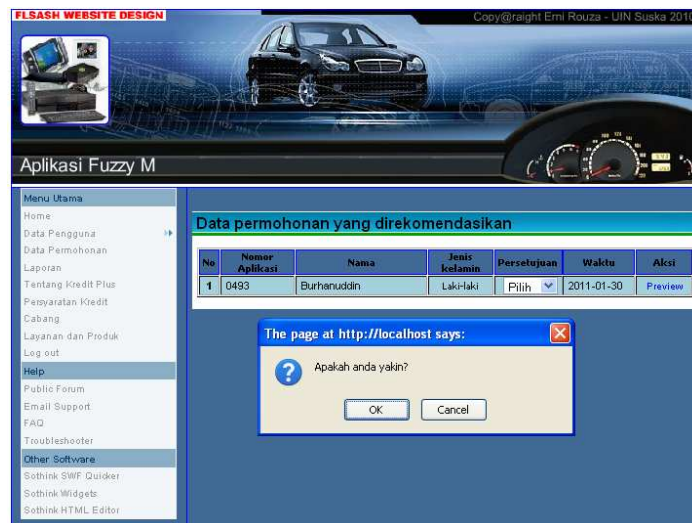 FLSASH WEBSITE DESIGN
Copy@raight Erni Rouza - UIN Suska 2010
Aplikasi Fuzzy M
Menu Utama
Home
Data Pengguna
Data Permohonan
Laporan
Tentang Kredit Plus
Persyaratan Kredit
Cabang
Layanan dan Produk
Log out
Help
Public Forum
Email Support
FAQ
Troubleshooter
Other Software
Sothink SWF Quicker
Sothink Widgets
Sothink HTML Editor
Data permohonan yang direkomendasikan
No Nomor Aplikasi Nama Jenis kelamin Persetujuan Waktu Aksi
1 0493 Burhanuddin Laki-laki Pilih 2011-01-30 Preview
The page at http://localhost says:
Apakah anda yakin?
OK Cancel